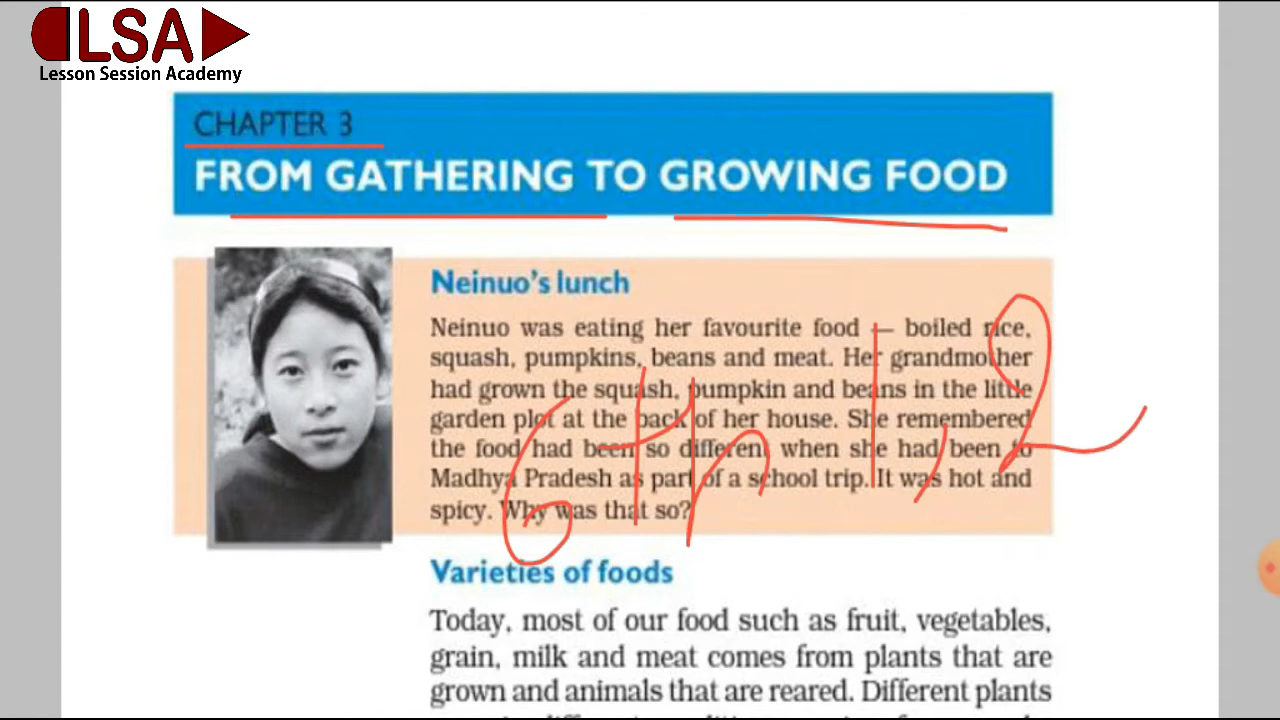 LSA
Lesson Session Academy
CHAPTER 3
FROM GATHERING TO GROWING FOOD
Neinuo's lunch
Neinuo was eating her favourite food — boiled rice,
squash, pumpkins, beans and meat. Her grandmother
had grown the squash, pumpkin and beans in the little
garden plot at the back of her house. She remembered
the food had been so different when she had been to
Madhya Pradesh as part of a school trip. It was hot and
spicy. Why was that so?
6th 1,2
Varieties of foods
Today, most of our food such as fruit, vegetables,
grain, milk and meat comes from plants that are
grown and animals that are reared. Different plants